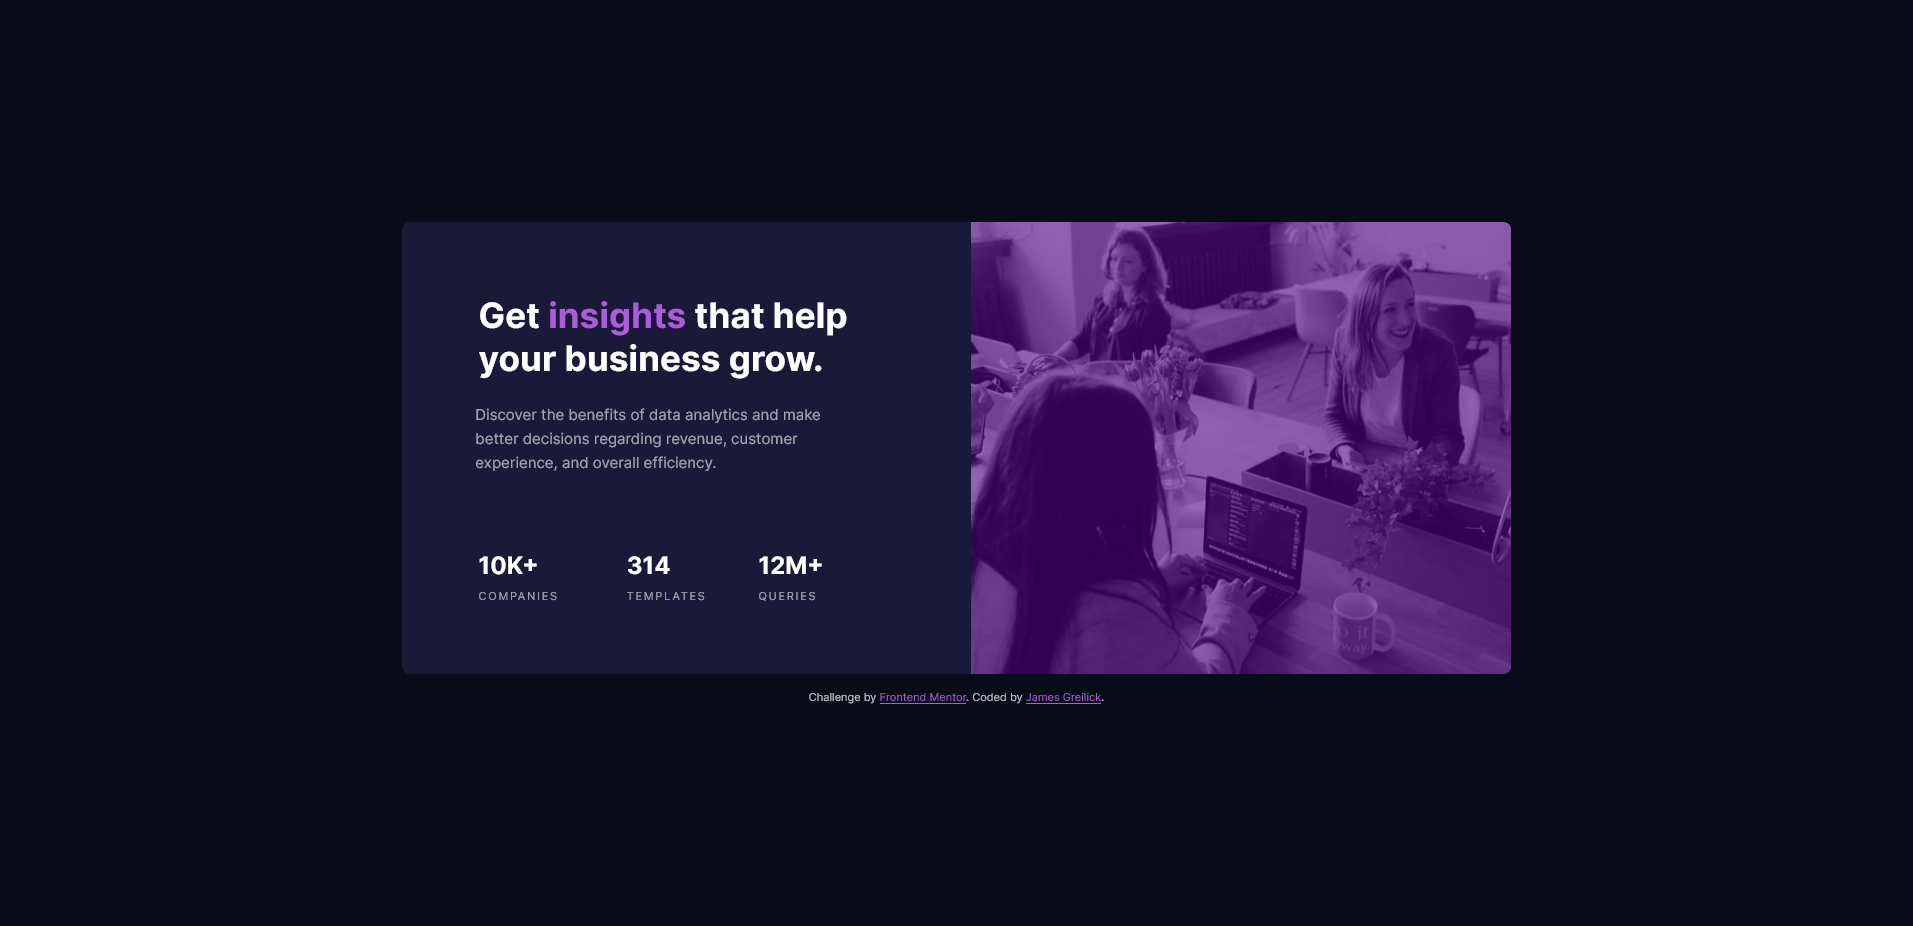 Get insights that help
your business grow.
Discover the benefits of data analytics and make
better decisions regarding revenue, customer
experience, and overall efficiency.
10K+ 314 12M+
COMPANIES TEMPLATES QUERIES
Challenge by Frontend Mentor. Coded by James Greilick.